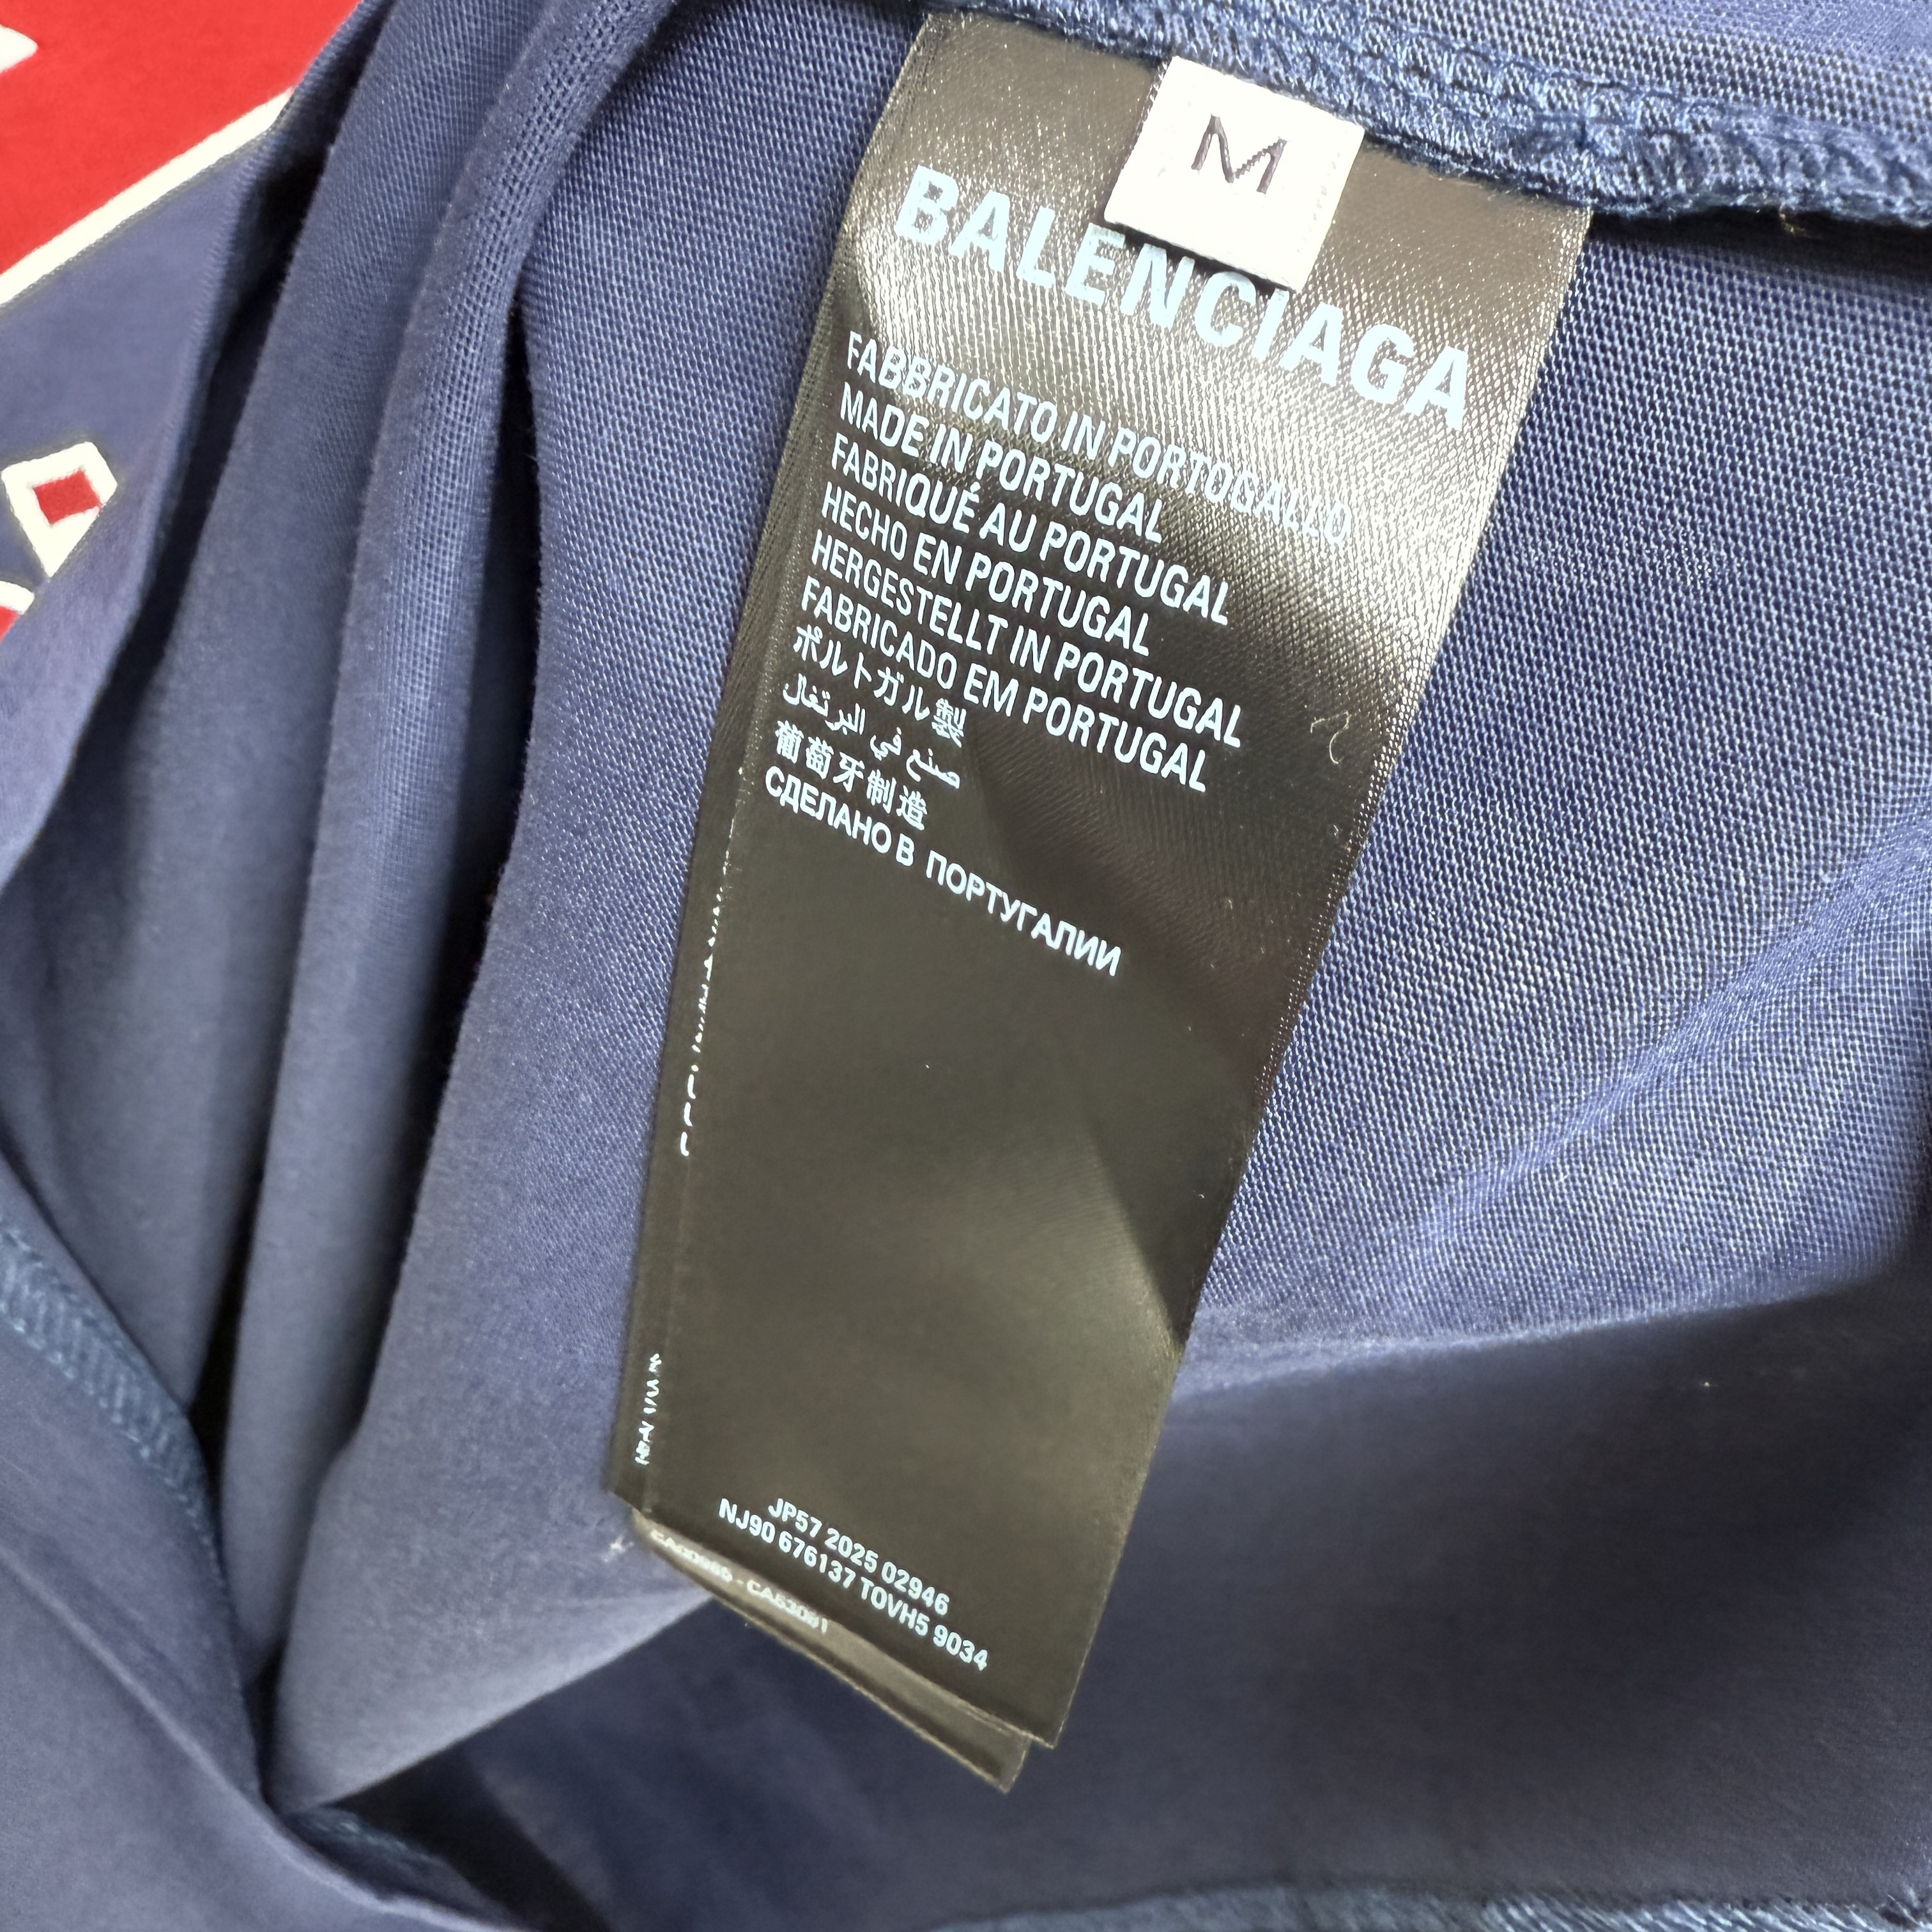 M
BALENCIAGA
FABBRICATO IN PORTOGALLO
MADE IN PORTUGAL
FABRIQUÉ AU PORTUGAL
HECHO EN PORTUGAL
HERGESTELLT IN PORTUGAL
FABRICADO EM PORTUGAL
ポルトガル製
صنع في البرتغال
葡萄牙制造
СДЕЛАНО В ПОРТУГАЛИИ
JP57 2025 02946
NJ90 676137 TOVH5 9034